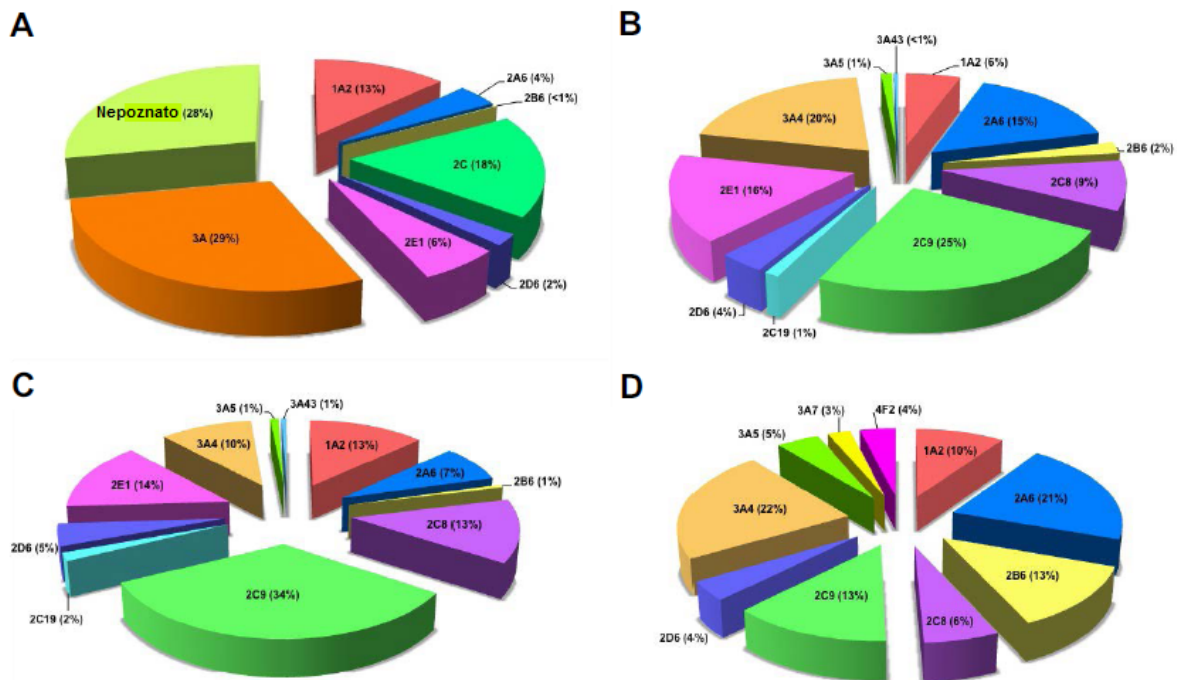 A
1A2 (13%)
2A6 (4%)
2B6 (<1%)
2C (18%)
2D6 (2%)
2E1 (6%)
3A (29%)
Nepoznato (28%)
B
3A43 (<1%)
3A5 (1%)
1A2 (6%)
2A6 (15%)
2B6 (2%)
2C8 (9%)
2C9 (25%)
2C19 (1%)
2D6 (4%)
2E1 (16%)
3A4 (20%)
C
3A5 (1%)
3A43 (1%)
1A2 (13%)
2A6 (7%)
2B6 (1%)
2C8 (13%)
2C9 (34%)
2C19 (2%)
2D6 (5%)
2E1 (14%)
3A4 (10%)
D
3A7 (3%)
4F2 (4%)
3A5 (5%)
1A2 (10%)
2A6 (21%)
2B6 (13%)
2C8 (6%)
2C9 (13%)
2D6 (4%)
3A4 (22%)